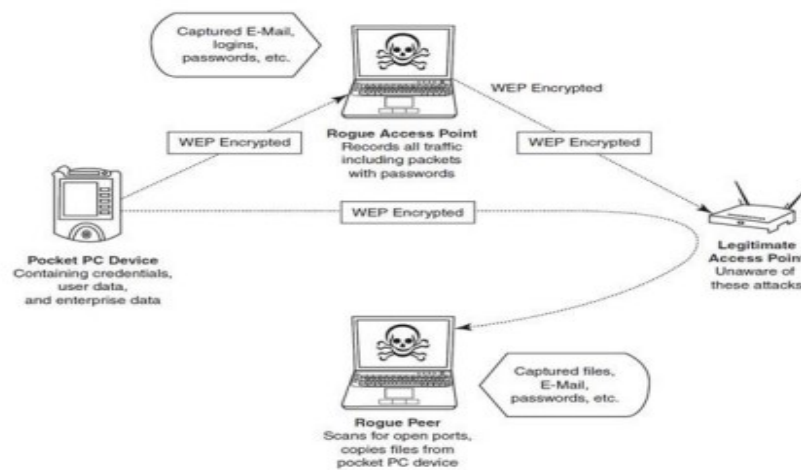 Captured E-Mail,
logins,
passwords, etc.
WEP Encrypted
WEP Encrypted
Rogue Access Point
Records all traffic
including packets
with passwords
WEP Encrypted
WEP Encrypted
Pocket PC Device
Containing credentials,
user data,
and enterprise data
Legitimate
Access Point
Unaware of
these attacks
Captured files,
E-Mail,
passwords, etc.
Rogue Peer
Scans for open ports,
copies files from
pocket PC device